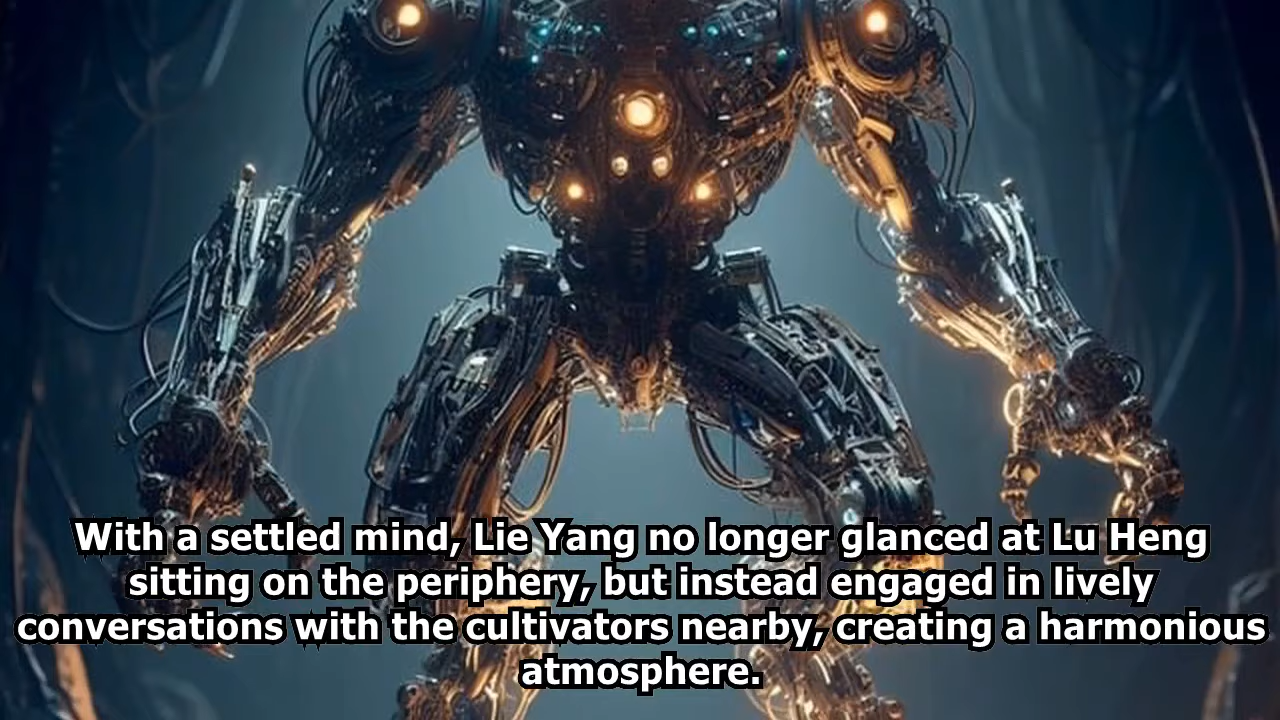 With a settled mind, Lie Yang no longer glanced at Lu Heng
sitting on the periphery, but instead engaged in lively
conversations with the cultivators nearby, creating a harmonious
atmosphere.